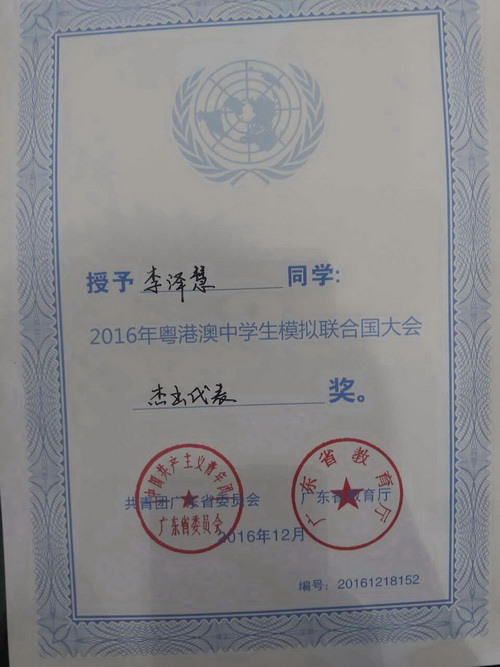 授予 李泽慧 同学:
2016年粤港澳中学生模拟联合国大会
杰出代表 奖。
中国共产主义青年团
广东省委员会
广东省教育厅
共青团广东省委员会 广东省教育厅
2016年12月
编号: 20161218152